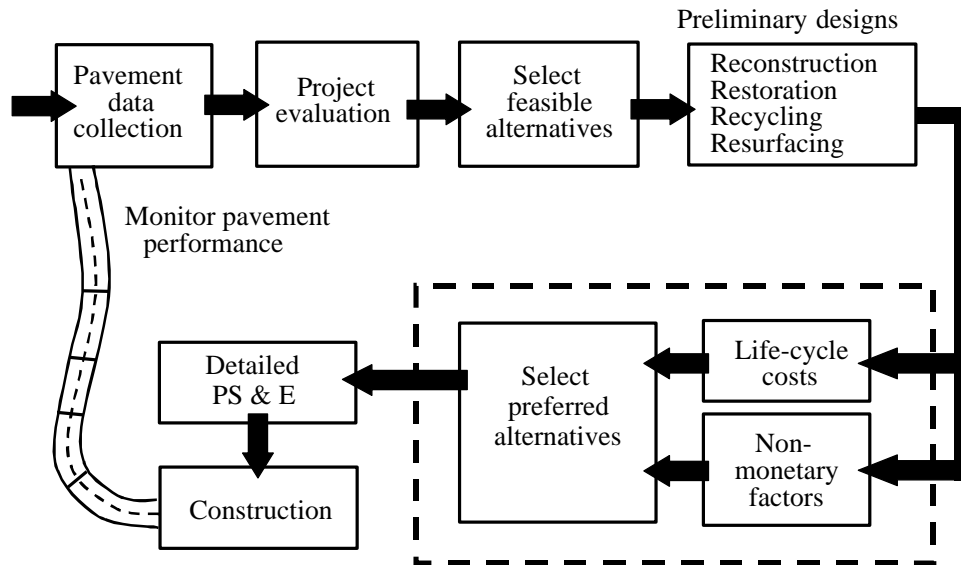 Preliminary designs
Pavement
data
collection
Project
evaluation
Select
feasible
alternatives
Reconstruction
Restoration
Recycling
Resurfacing
Monitor pavement
performance
Detailed
PS & E
Select
preferred
alternatives
Life-cycle
costs
Non-
monetary
factors
Construction